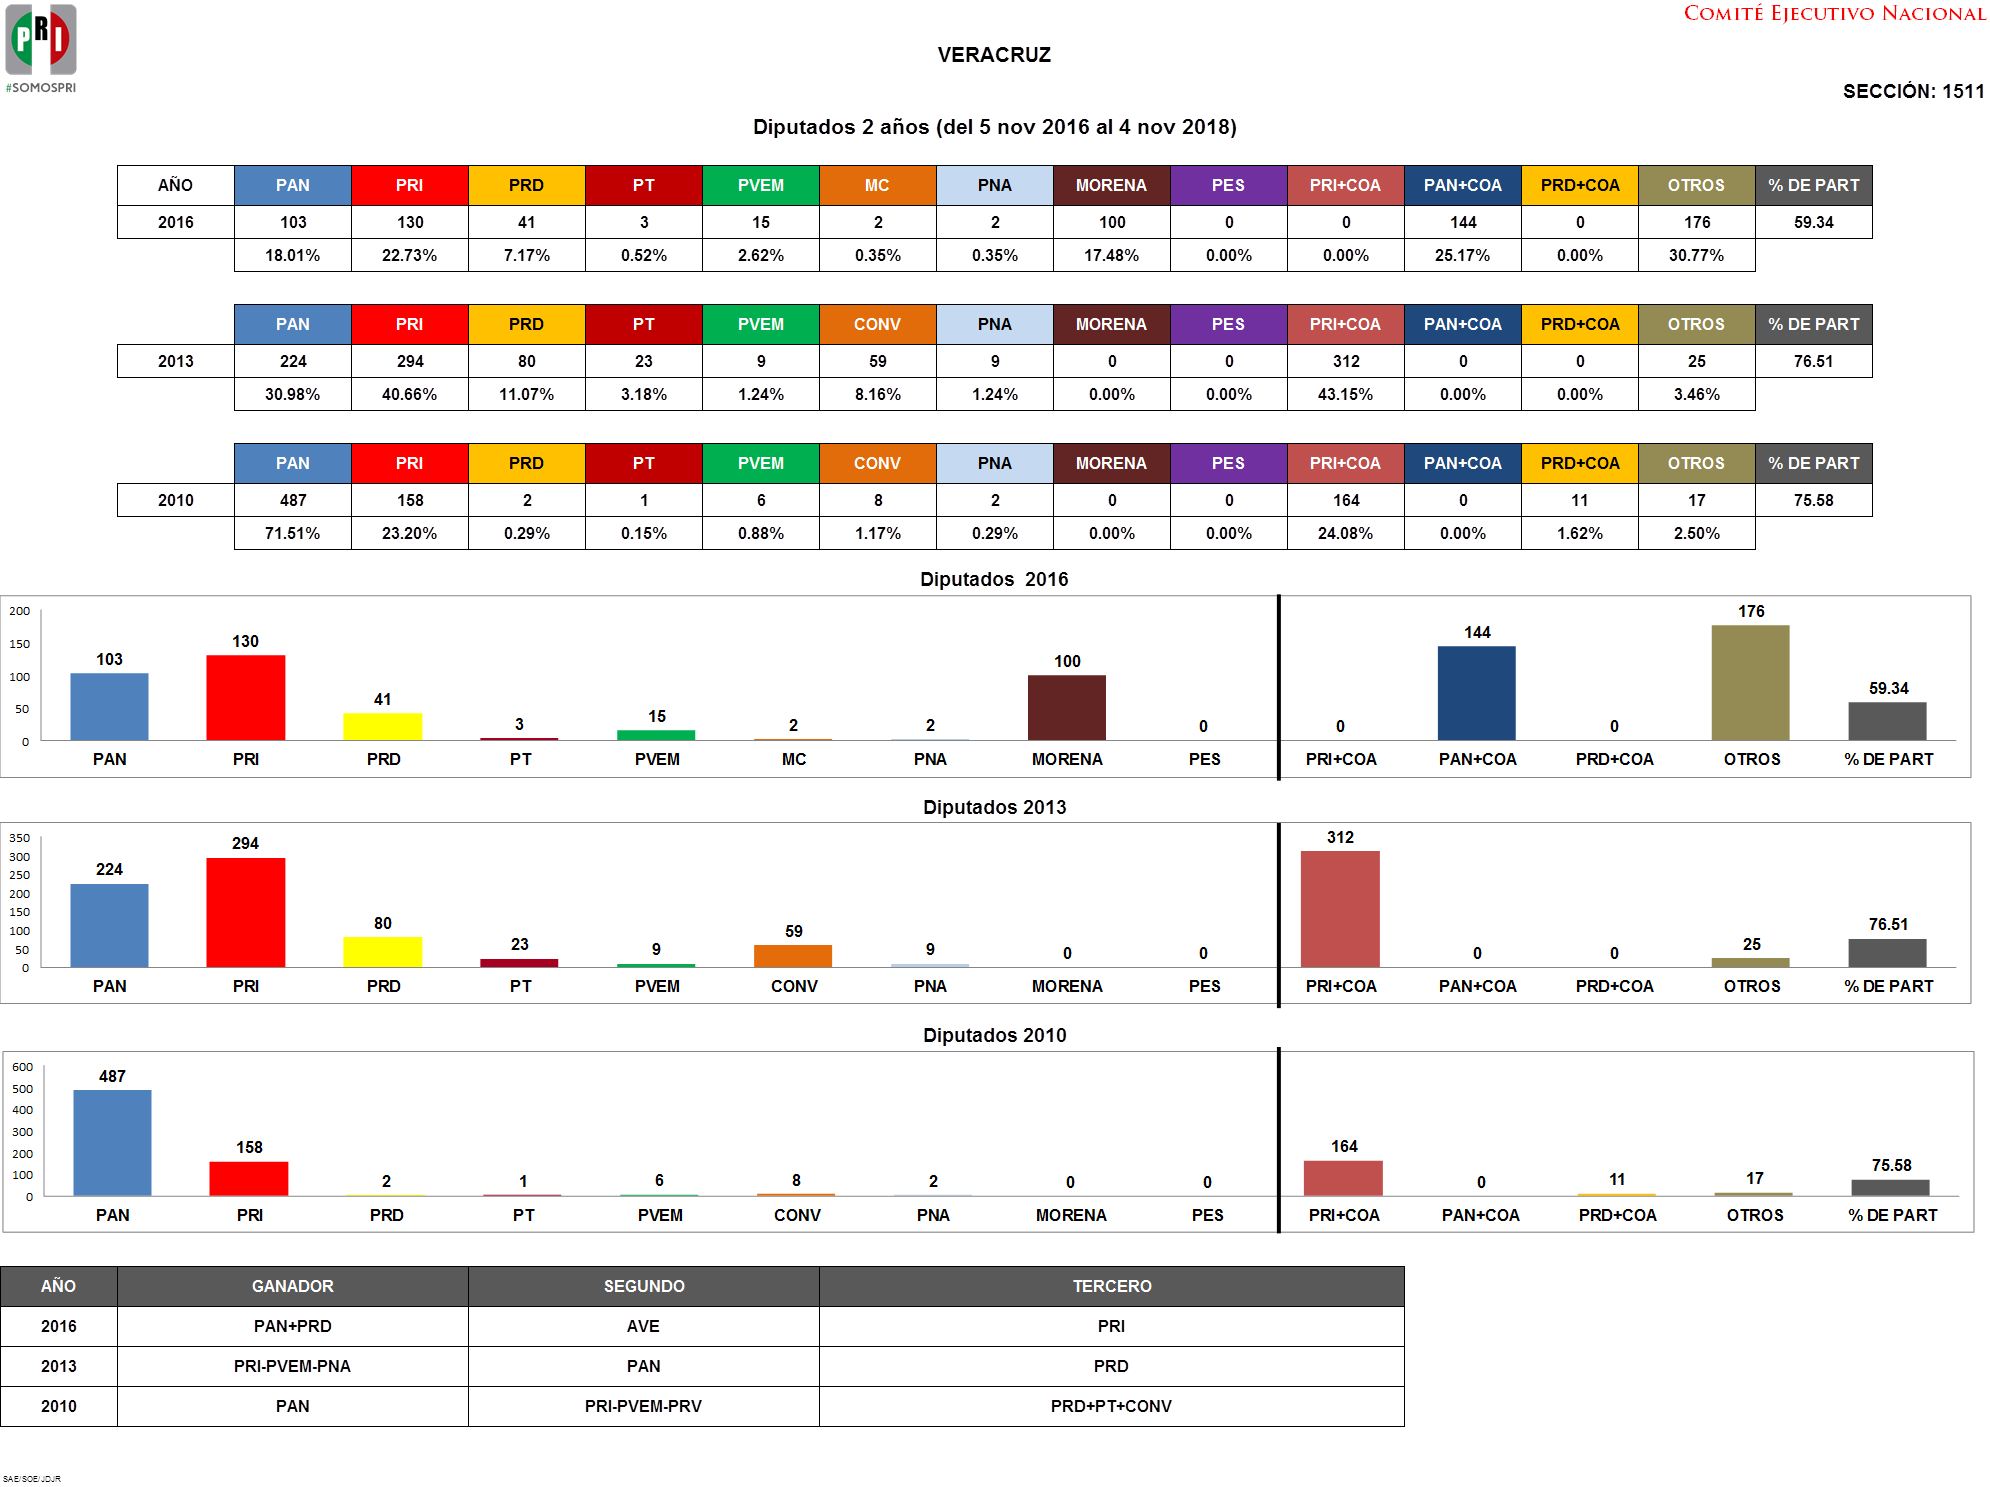 PRI
#SOMOSPRI
COMITÉ EJECUTIVO NACIONAL
VERACRUZ
SECCIÓN: 1511
Diputados 2 años (del 5 nov 2016 al 4 nov 2018)
AÑO PAN PRI PRD PT PVEM MC PNA MORENA PES PRI+COA PAN+COA PRD+COA OTROS % DE PART
2016 103 130 41 3 15 2 2 100 0 0 144 0 176 59.34
18.01% 22.73% 7.17% 0.52% 2.62% 0.35% 0.35% 17.48% 0.00% 0.00% 25.17% 0.00% 30.77%
PAN PRI PRD PT PVEM CONV PNA MORENA PES PRI+COA PAN+COA PRD+COA OTROS % DE PART
2013 224 294 80 23 9 59 9 0 0 312 0 0 25 76.51
30.98% 40.66% 11.07% 3.18% 1.24% 8.16% 1.24% 0.00% 0.00% 43.15% 0.00% 0.00% 3.46%
PAN PRI PRD PT PVEM CONV PNA MORENA PES PRI+COA PAN+COA PRD+COA OTROS % DE PART
2010 487 158 2 1 6 8 2 0 0 164 0 11 17 75.58
71.51% 23.20% 0.29% 0.15% 0.88% 1.17% 0.29% 0.00% 0.00% 24.08% 0.00% 1.62% 2.50%
Diputados 2016
200
150
100
50
0
103 130 41 3 15 2 2 100 0 0 144 0 176 59.34
PAN PRI PRD PT PVEM MC PNA MORENA PES PRI+COA PAN+COA PRD+COA OTROS % DE PART
Diputados 2013
350
300
250
200
150
100
50
0
224 294 80 23 9 59 9 0 0 312 0 0 25 76.51
PAN PRI PRD PT PVEM CONV PNA MORENA PES PRI+COA PAN+COA PRD+COA OTROS % DE PART
Diputados 2010
600
500
400
300
200
100
0
487 158 2 1 6 8 2 0 0 164 0 11 17 75.58
PAN PRI PRD PT PVEM CONV PNA MORENA PES PRI+COA PAN+COA PRD+COA OTROS % DE PART
AÑO GANADOR SEGUNDO TERCERO
2016 PAN+PRD AVE PRI
2013 PRI-PVEM-PNA PAN PRD
2010 PAN PRI-PVEM-PRV PRD+PT+CONV
SAE/SOE/JDJR